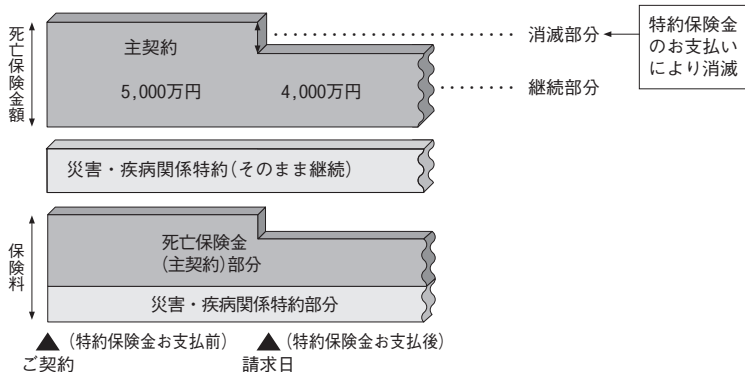 死亡保険金額
主契約
5,000万円
4,000万円
消滅部分
継続部分
特約保険金
のお支払い
により消滅
災害・疾病関係特約(そのまま継続)
保険料
死亡保険金
(主契約)部分
災害・疾病関係特約部分
▲ (特約保険金お支払前)
▲ (特約保険金お支払後)
ご契約
請求日